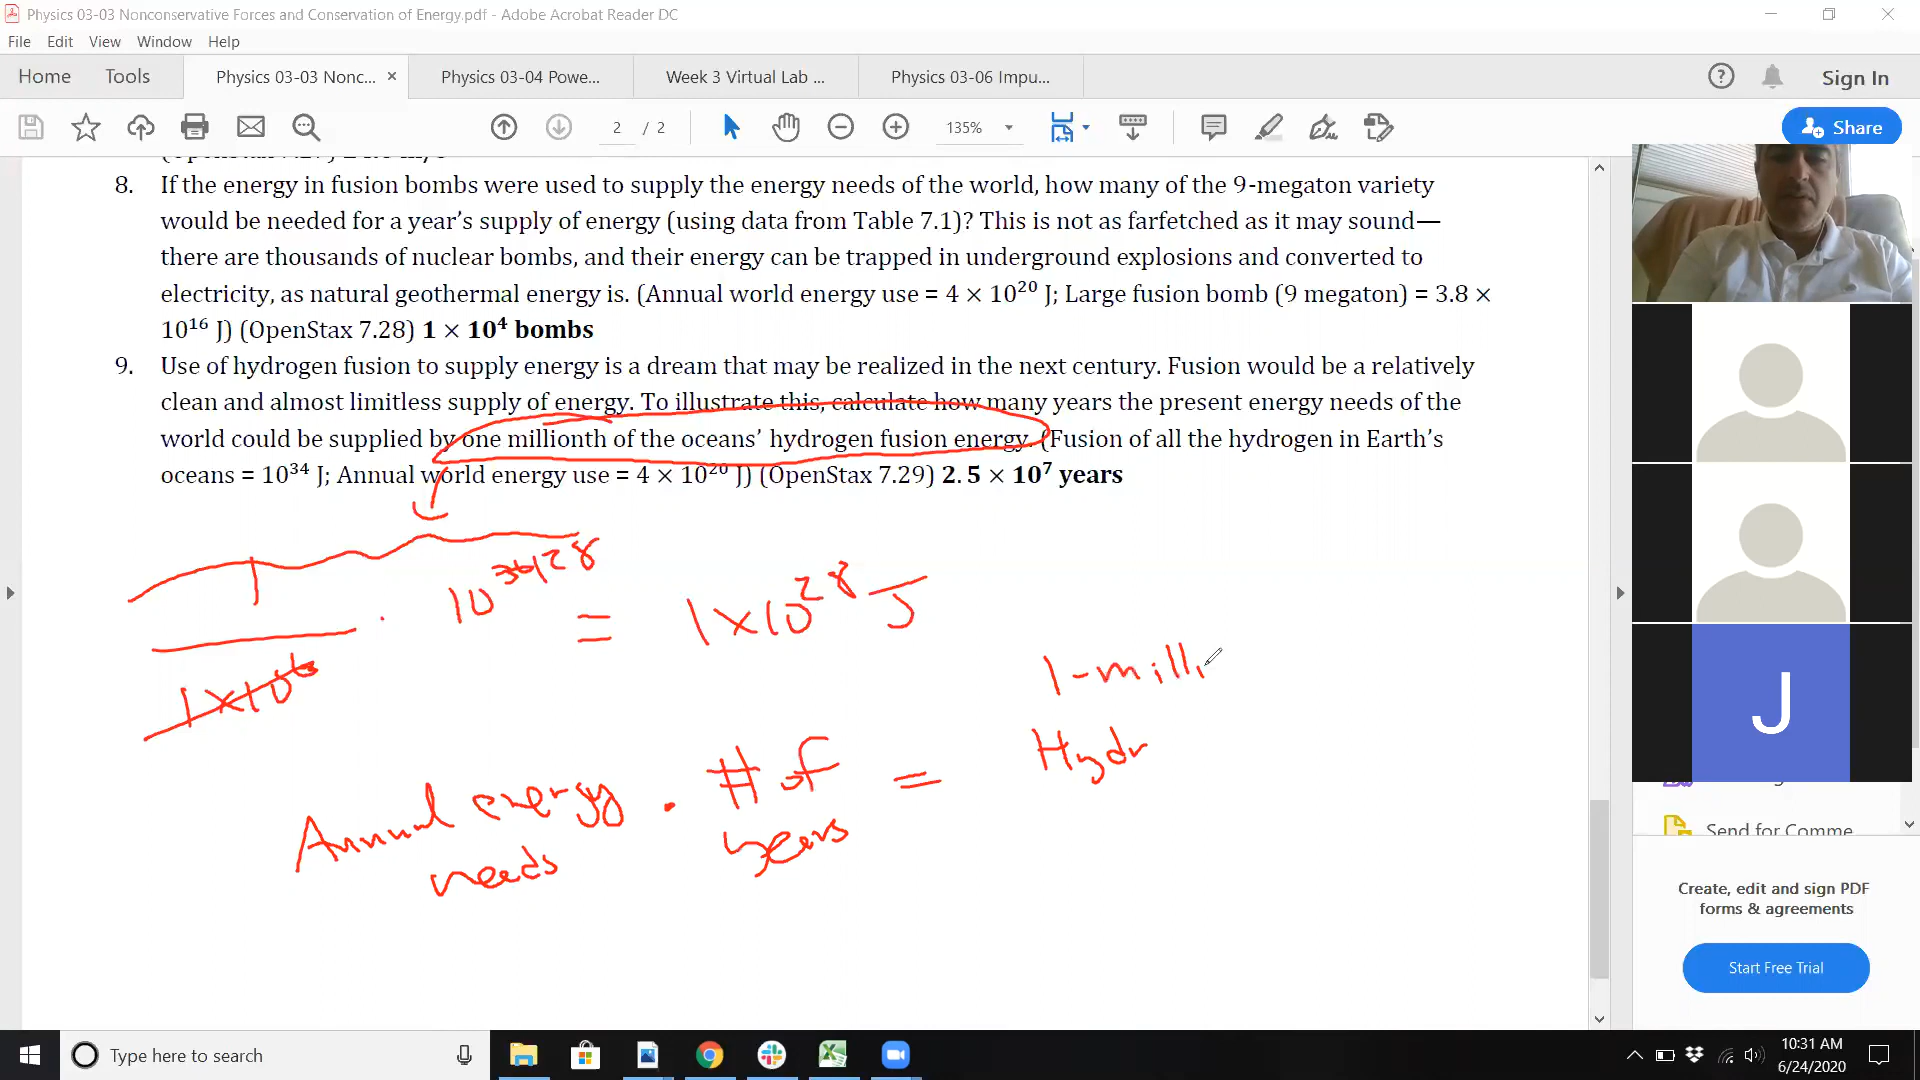 Physics 03-03 Nonconservative Forces and Conservation of Energy.pdf - Adobe Acrobat Reader DC
File Edit View Window Help
Home Tools Physics 03-03 Nonc... × Physics 03-04 Powe... Week 3 Virtual Lab ... Physics 03-06 Impu... Sign In
2 / 2 135% Share
8. If the energy in fusion bombs were used to supply the energy needs of the world, how many of the 9-megaton variety
would be needed for a year’s supply of energy (using data from Table 7.1)? This is not as farfetched as it may sound—
there are thousands of nuclear bombs, and their energy can be trapped in underground explosions and converted to
electricity, as natural geothermal energy is. (Annual world energy use = 4 × 10²⁰ J; Large fusion bomb (9 megaton) = 3.8 ×
10¹⁶ J) (OpenStax 7.28) 1 × 10⁴ bombs
9. Use of hydrogen fusion to supply energy is a dream that may be realized in the next century. Fusion would be a relatively
clean and almost limitless supply of energy. To illustrate this, calculate how many years the present energy needs of the
world could be supplied by one millionth of the oceans’ hydrogen fusion energy. (Fusion of all the hydrogen in Earth’s
oceans = 10³⁴ J; Annual world energy use = 4 × 10²⁰ J) (OpenStax 7.29) 2.5 × 10⁷ years
1 · 10 28 = 1×10²⁸ J
1×10⁶
1-milli
Hydr
Annual energy · # of =
needs years
J
Send for Comme
Create, edit and sign PDF
forms & agreements
Start Free Trial
Type here to search
10:31 AM
6/24/2020